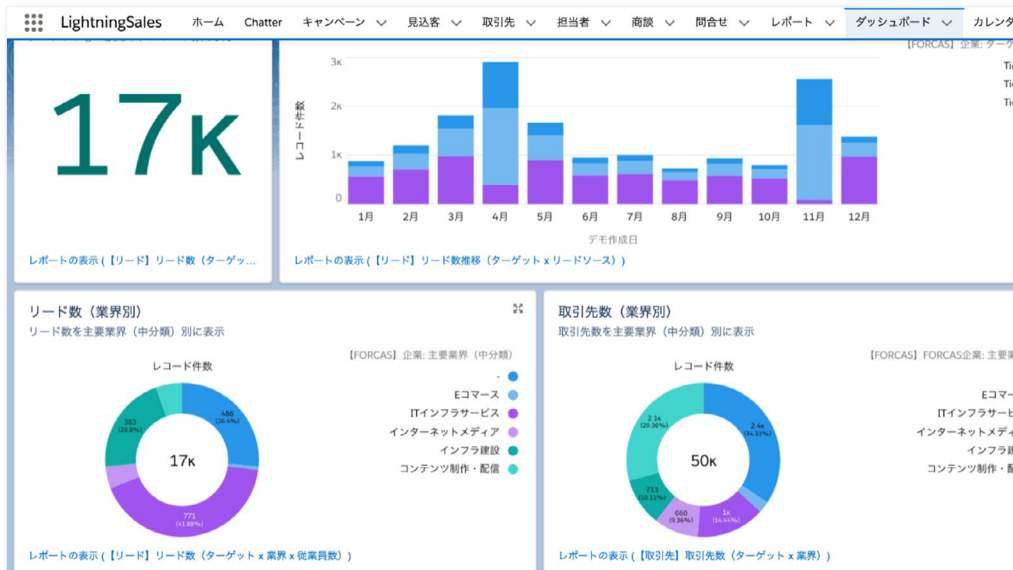 LightningSales ホーム Chatter キャンペーン 見込客 取引先 担当者 商談 問合せ レポート ダッシュボード カレンダ
【FORCAS】企業: ターゲ
17K
レコード件数
3K
2K
1K
0
Tie
Tie
Tie
1月 2月 3月 4月 5月 6月 7月 8月 9月 10月 11月 12月
デモ作成日
レポートの表示 (【リード】リード数（ターゲッ...
レポートの表示 (【リード】リード数推移（ターゲット x リードソース）)
リード数（業界別）
リード数を主要業界（中分類）別に表示
【FORCAS】企業: 主要業界（中分類）
レコード件数
-
Eコマース
ITインフラサービス
インターネットメディア
インフラ建設
コンテンツ制作・配信
486
(26.4%)
383
(20.8%)
17K
771
(41.88%)
レポートの表示 (【リード】リード数（ターゲット x 業界 x 従業員数）)
取引先数（業界別）
取引先数を主要業界（中分類）別に表示
【FORCAS】FORCAS企業: 主要業
レコード件数
Eコマー
ITインフラサービ
インターネットメディ
インフラ建
コンテンツ制作・配
2.1K
(29.30%)
2.4K
(34.33%)
50K
713
(10.11%)
660
(9.36%)
1K
(14.44%)
レポートの表示 (【取引先】取引先数（ターゲット x 業界）)